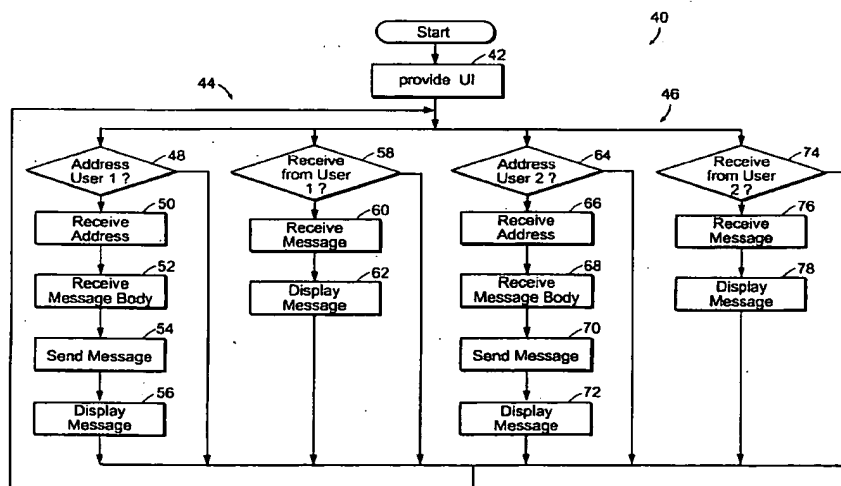 Start
40
42
provide UI
44
46
Address
User 1 ?
48
Receive
from User
1 ?
58
Address
User 2 ?
64
Receive
from User
2 ?
74
50
Receive
Address
60
Receive
Message
66
Receive
Address
76
Receive
Message
52
Receive
Message Body
62
Display
Message
68
Receive
Message Body
78
Display
Message
54
Send Message
70
Send Message
56
Display
Message
72
Display
Message